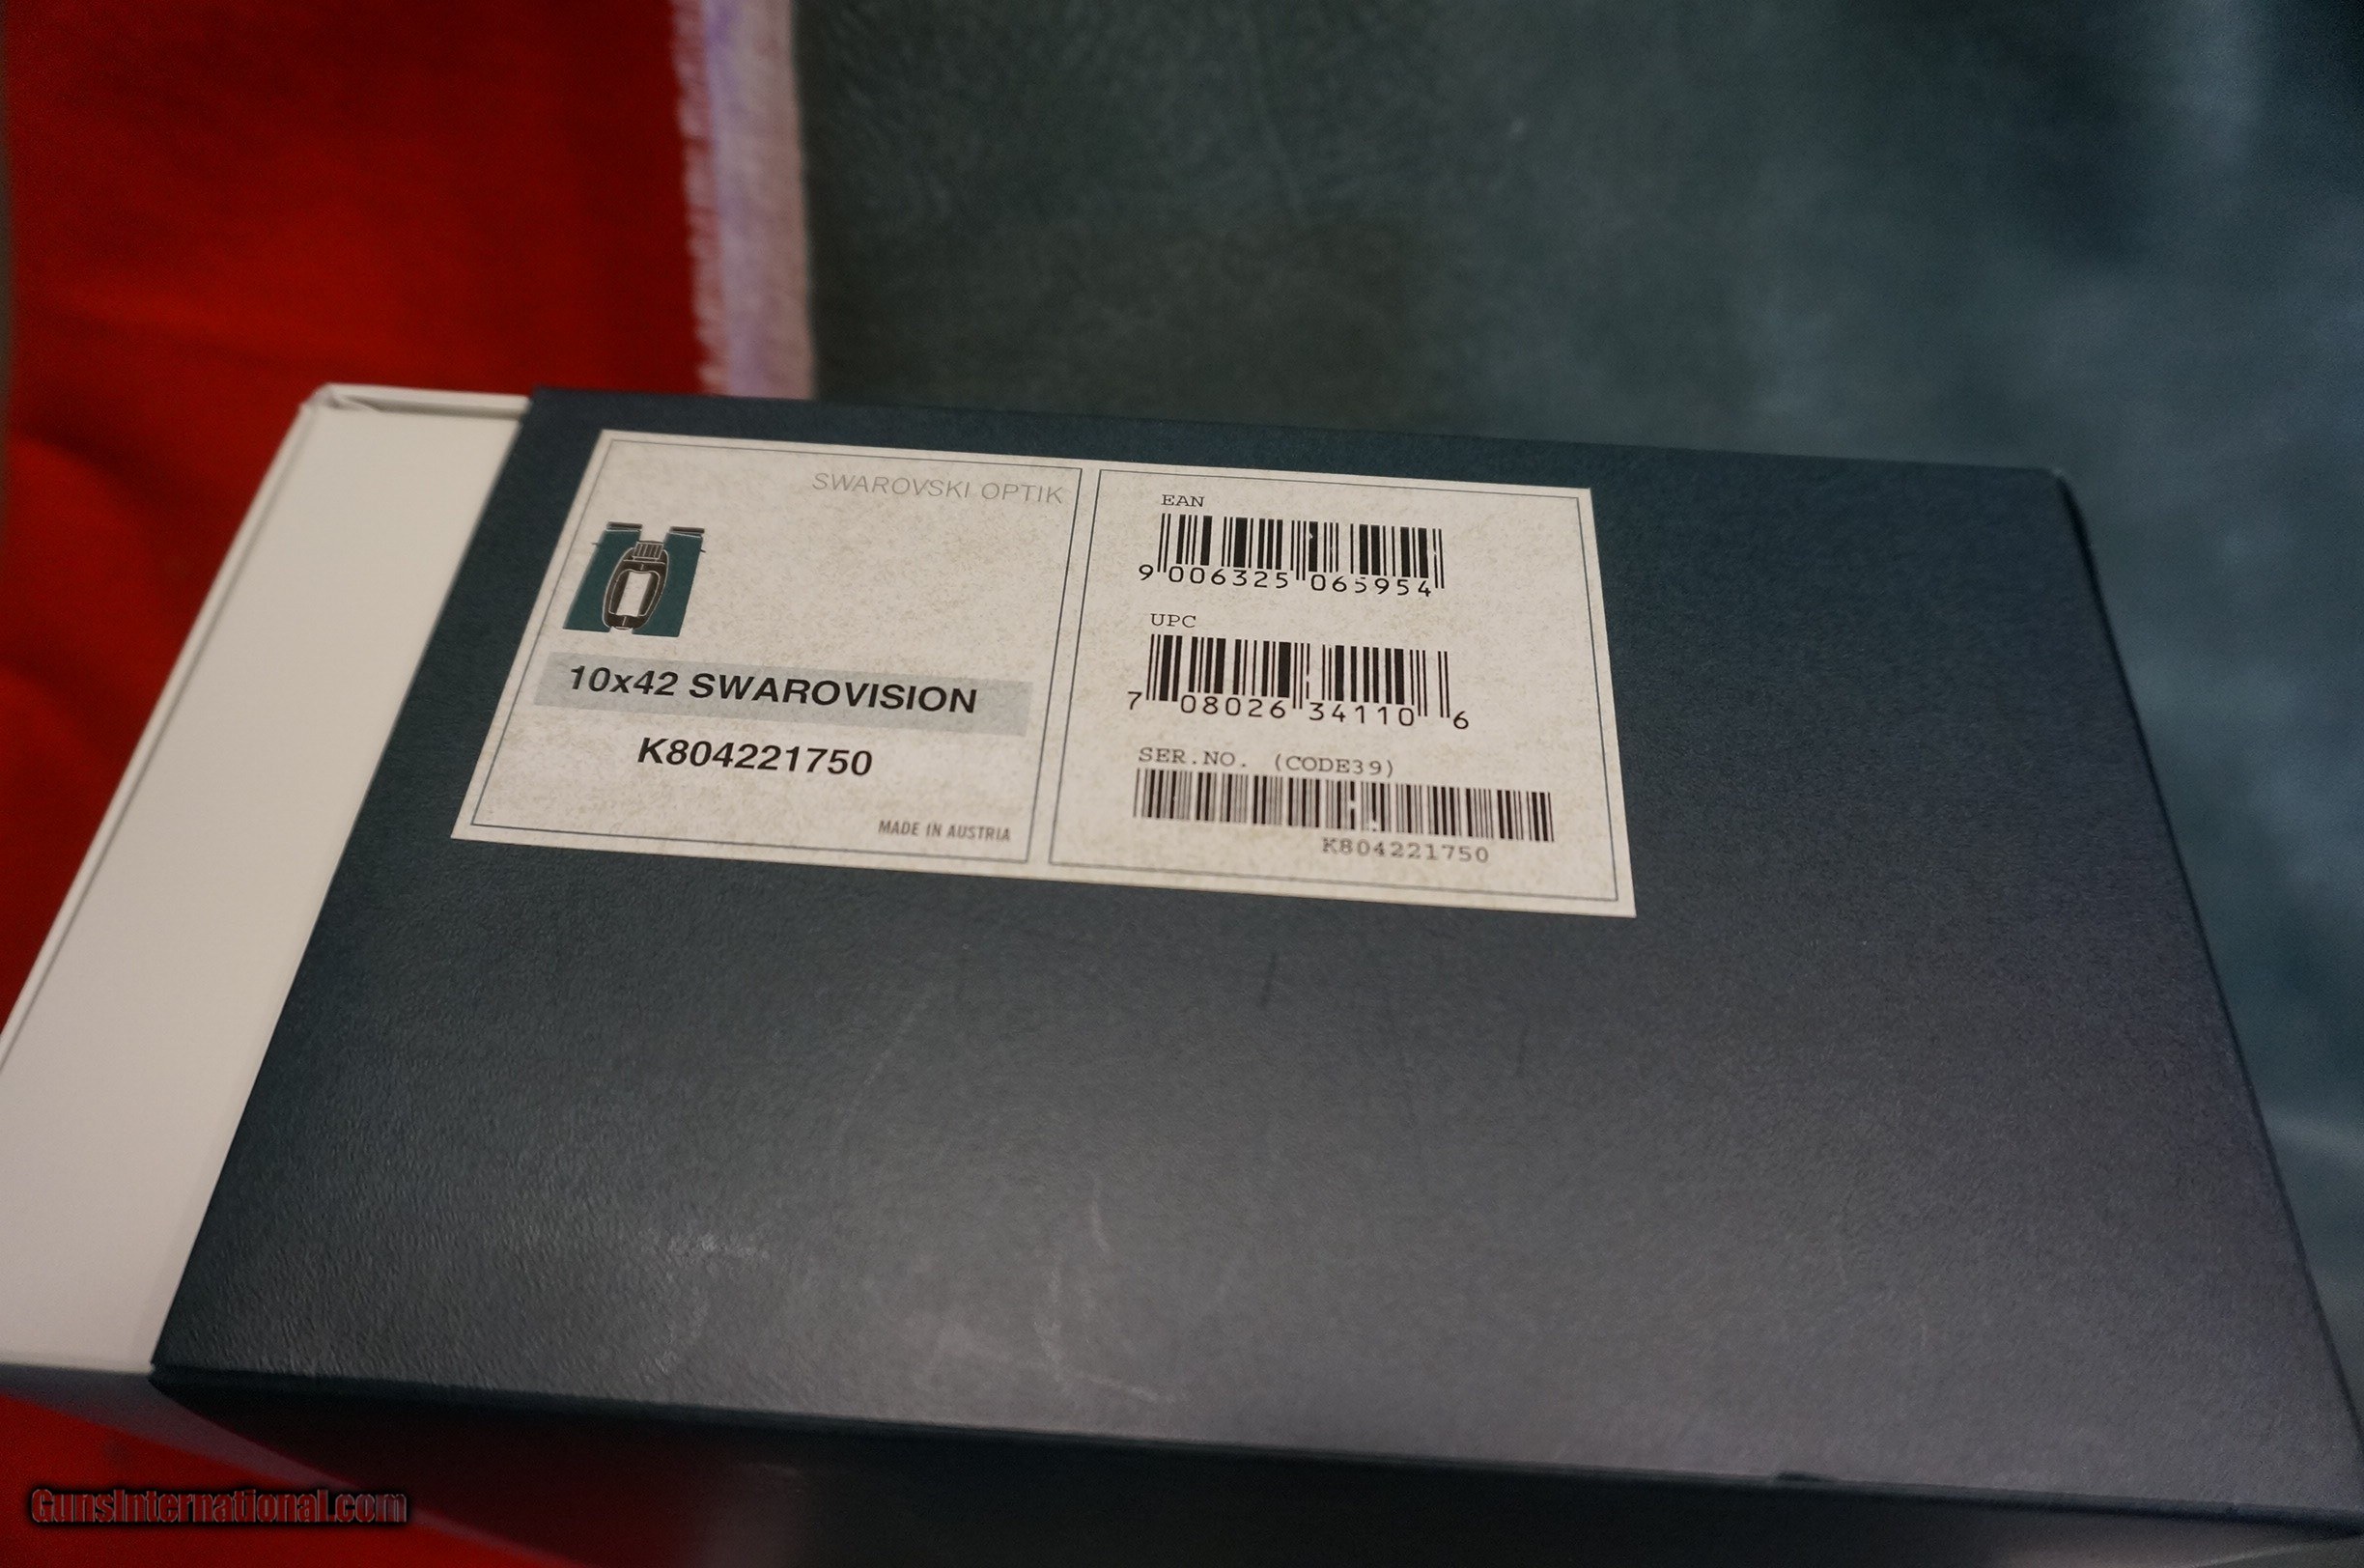 SWAROVSKI OPTIK
10x42 SWAROVISION
K804221750
MADE IN AUSTRIA
EAN
9 006325 065954
UPC
7 08026 34110 6
SER.NO. (CODE39)
K804221750
GunsInternational.com